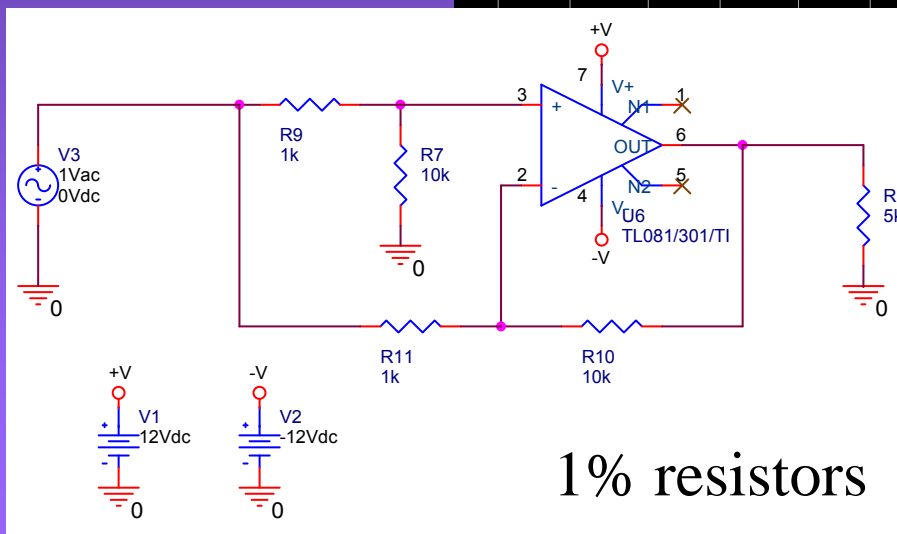 +V
7
V+
1
N1
3
+
R9
1k
V3
1Vac
0Vdc
R7
10k
OUT
6
2
-
N2
5
4
V-
U6
TL081/301/TI
-V
0
0
5k
0
R11
1k
R10
10k
+V
V1
12Vdc
0
-V
V2
-12Vdc
0
1% resistors